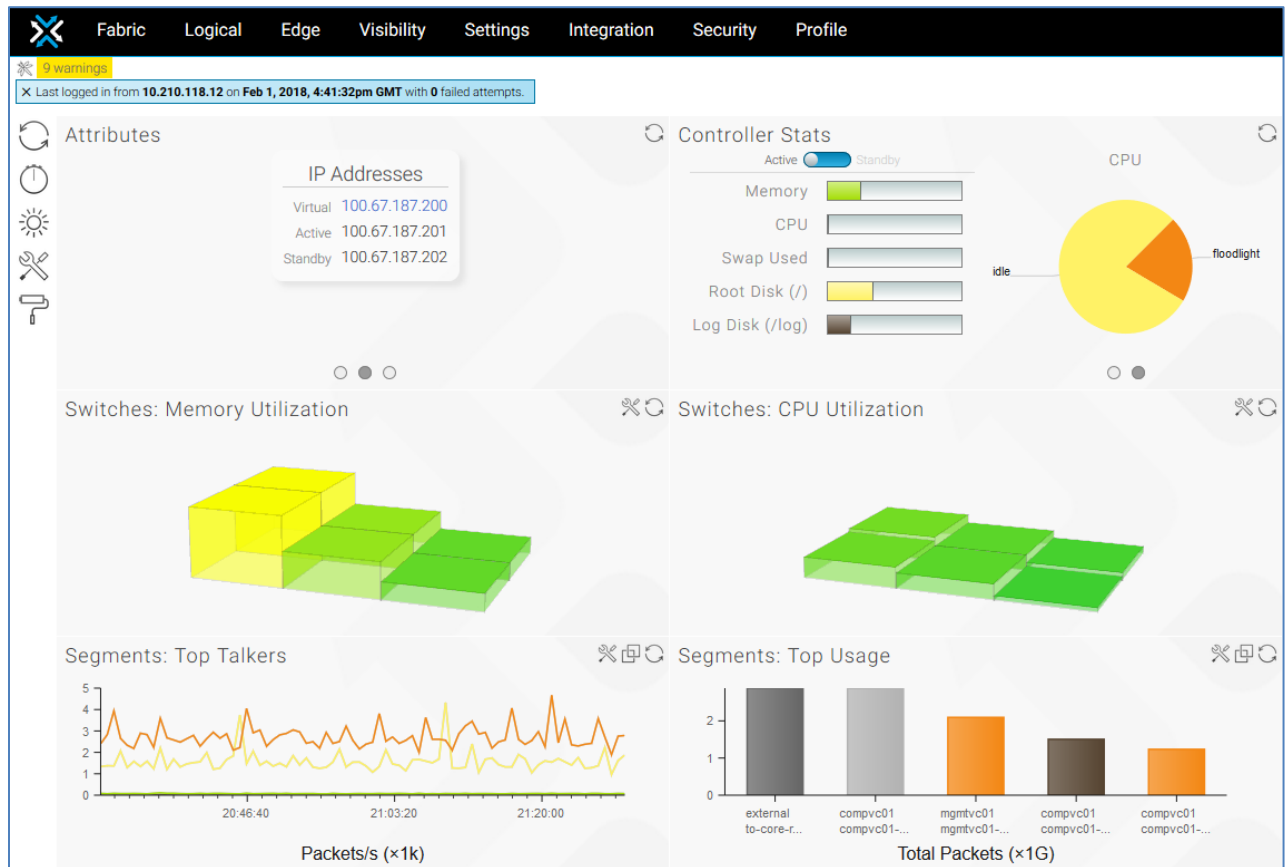 Fabric Logical Edge Visibility Settings Integration Security Profile
9 warnings
X Last logged in from 10.210.118.12 on Feb 1, 2018, 4:41:32pm GMT with 0 failed attempts.
Attributes
IP Addresses
Virtual 100.67.187.200
Active 100.67.187.201
Standby 100.67.187.202
Controller Stats
Active Standby
Memory
CPU
Swap Used
Root Disk (/)
Log Disk (/log)
CPU
idle
floodlight
Switches: Memory Utilization
Switches: CPU Utilization
Segments: Top Talkers
5
4
3
2
1
0
20:46:40 21:03:20 21:20:00
Packets/s (×1k)
Segments: Top Usage
2
1
0
external compvc01 mgmtvc01 compvc01 compvc01
to-core-r... compvc01-... mgmtvc01-... compvc01-... compvc01-...
Total Packets (×1G)